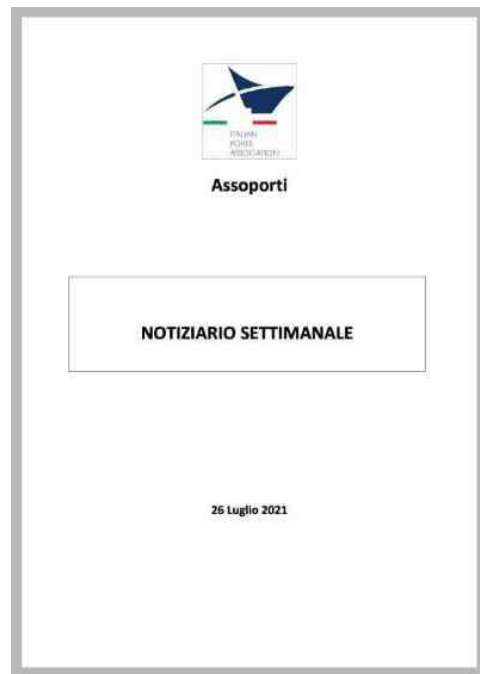 ITALIAN
PORTS
ASSOCIATION
Assoporti
NOTIZIARIO SETTIMANALE
26 Luglio 2021